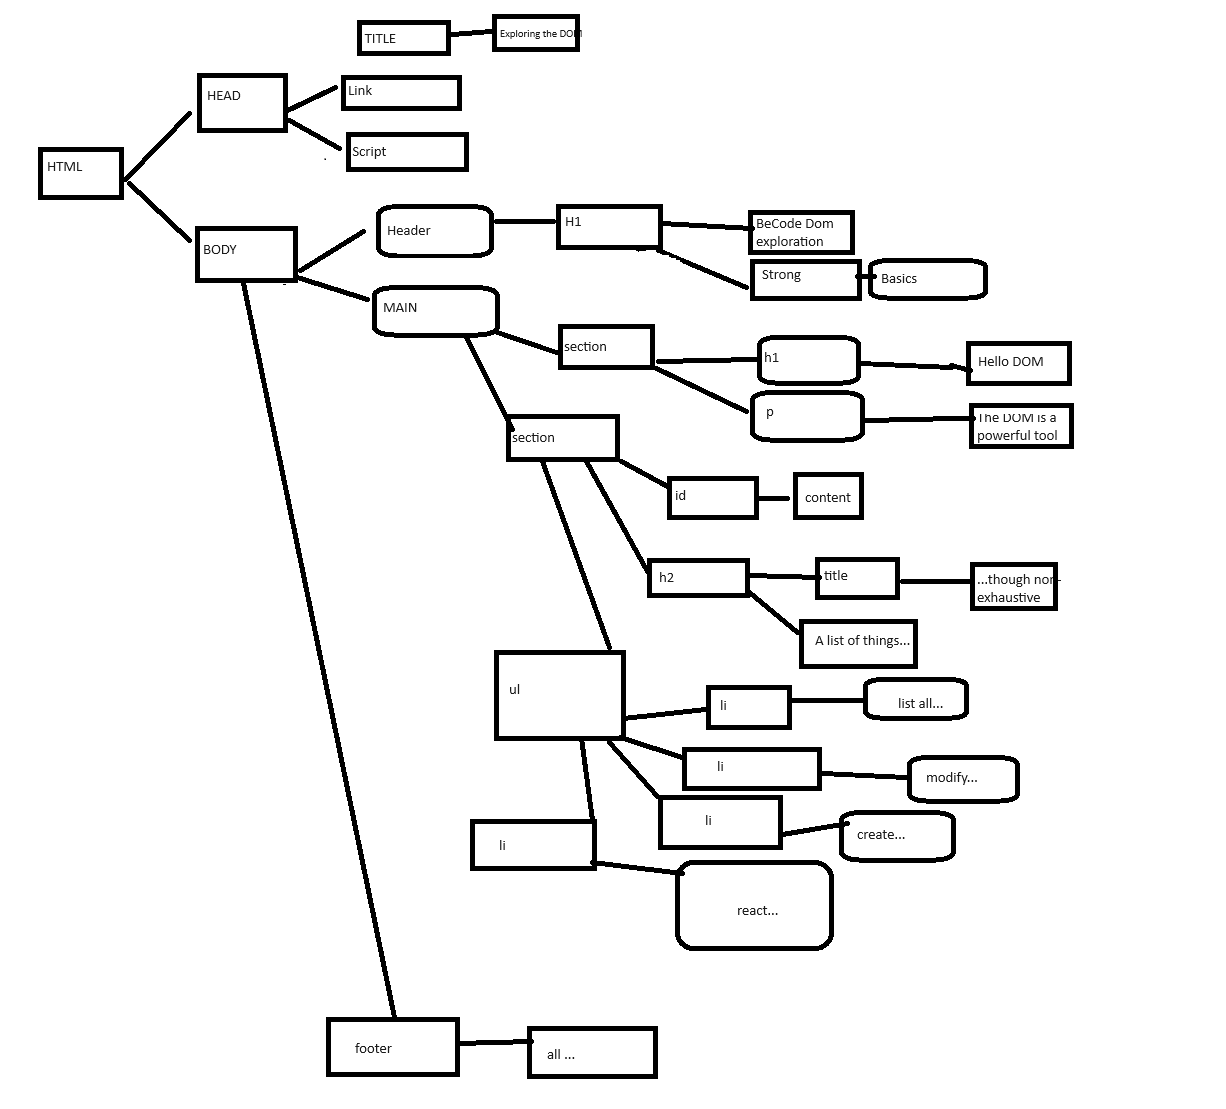 TITLE
Exploring the DOM
HEAD
Link
Script
HTML
BODY
Header
H1
BeCode Dom
exploration
Strong
Basics
MAIN
section
h1
Hello DOM
p
The DOM is a
powerful tool
section
id
content
h2
title
...though non-
exhaustive
A list of things...
ul
li
list all...
li
modify...
li
create...
li
react...
footer
all ...